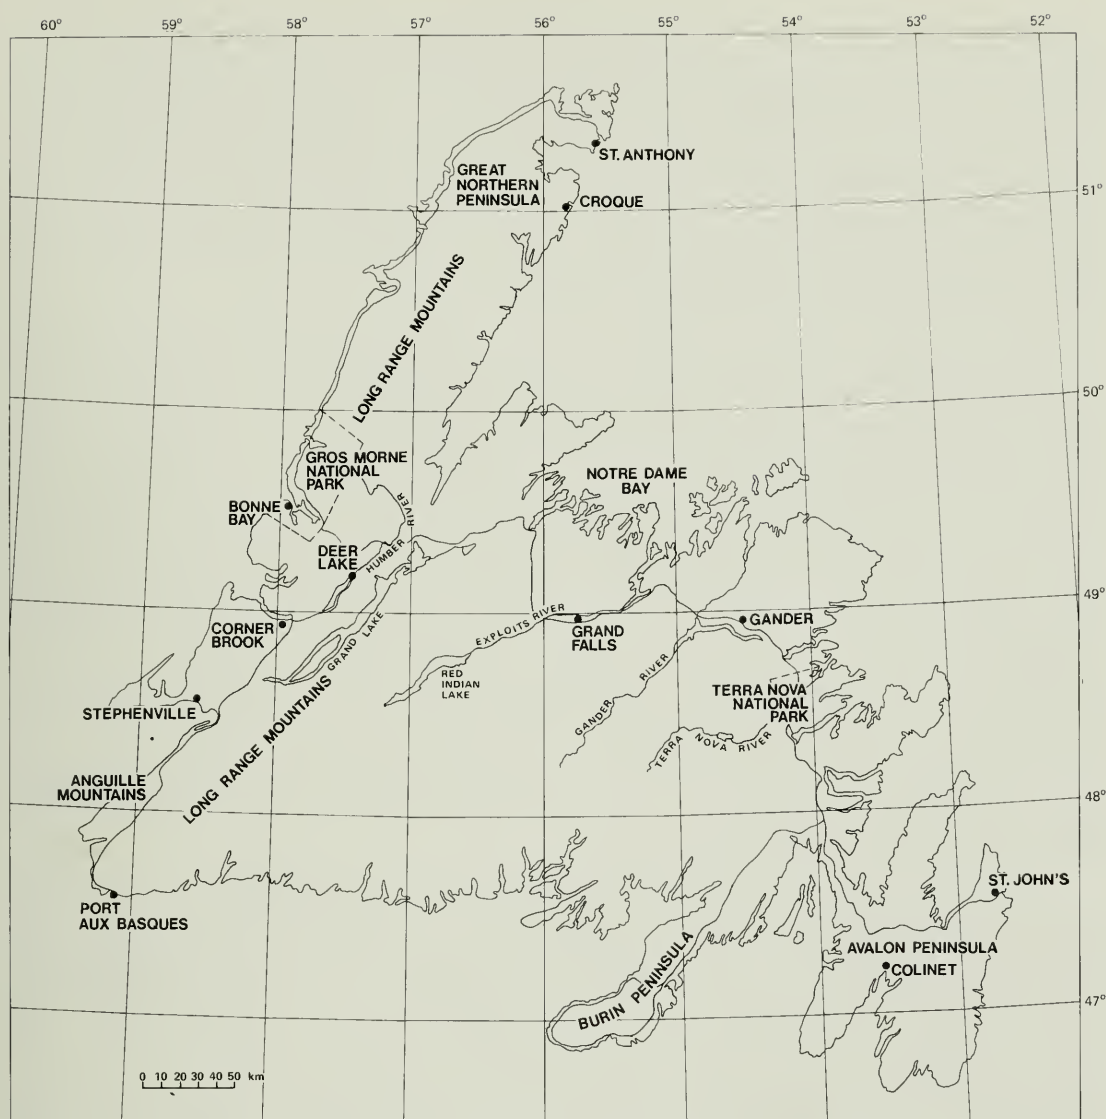 60° 59° 58° 57° 56° 55° 54° 53° 52°
ST. ANTHONY
GREAT
NORTHERN
PENINSULA
51°
CROQUE
LONG RANGE MOUNTAINS
50°
GROS MORNE
NATIONAL
PARK
NOTRE DAME
BAY
BONNE
BAY
HUMBER RIVER
DEER
LAKE
49°
CORNER
BROOK
GRAND LAKE
EXPLOITS RIVER
GRAND
FALLS
GANDER
RED
INDIAN
LAKE
GANDER RIVER
TERRA NOVA
NATIONAL
PARK
STEPHENVILLE
TERRA NOVA RIVER
LONG RANGE MOUNTAINS
ANGUILLE
MOUNTAINS
48°
ST. JOHN'S
PORT
AUX BASQUES
AVALON PENINSULA
COLINET
BURIN PENINSULA
47°
0 10 20 30 40 50 km